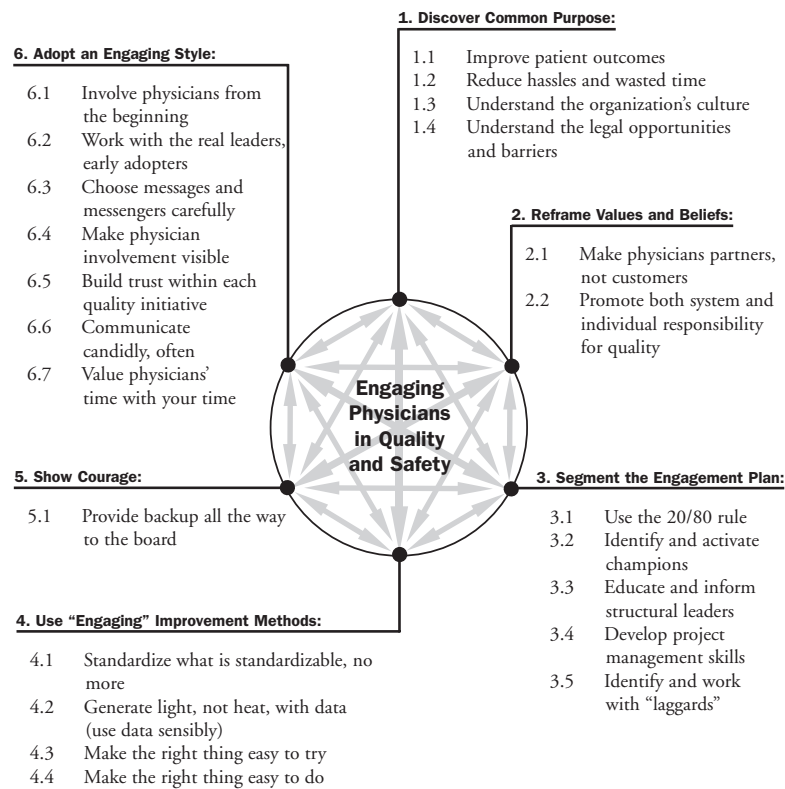 1. Discover Common Purpose:
1.1 Improve patient outcomes
1.2 Reduce hassles and wasted time
1.3 Understand the organization's culture
1.4 Understand the legal opportunities
and barriers
2. Reframe Values and Beliefs:
2.1 Make physicians partners,
not customers
2.2 Promote both system and
individual responsibility
for quality
3. Segment the Engagement Plan:
3.1 Use the 20/80 rule
3.2 Identify and activate
champions
3.3 Educate and inform
structural leaders
3.4 Develop project
management skills
3.5 Identify and work
with “laggards”
4. Use “Engaging” Improvement Methods:
4.1 Standardize what is standardizable, no
more
4.2 Generate light, not heat, with data
(use data sensibly)
4.3 Make the right thing easy to try
4.4 Make the right thing easy to do
5. Show Courage:
5.1 Provide backup all the way
to the board
6. Adopt an Engaging Style:
6.1 Involve physicians from
the beginning
6.2 Work with the real leaders,
early adopters
6.3 Choose messages and
messengers carefully
6.4 Make physician
involvement visible
6.5 Build trust within each
quality initiative
6.6 Communicate
candidly, often
6.7 Value physicians'
time with your time
Engaging
Physicians
in Quality
and Safety